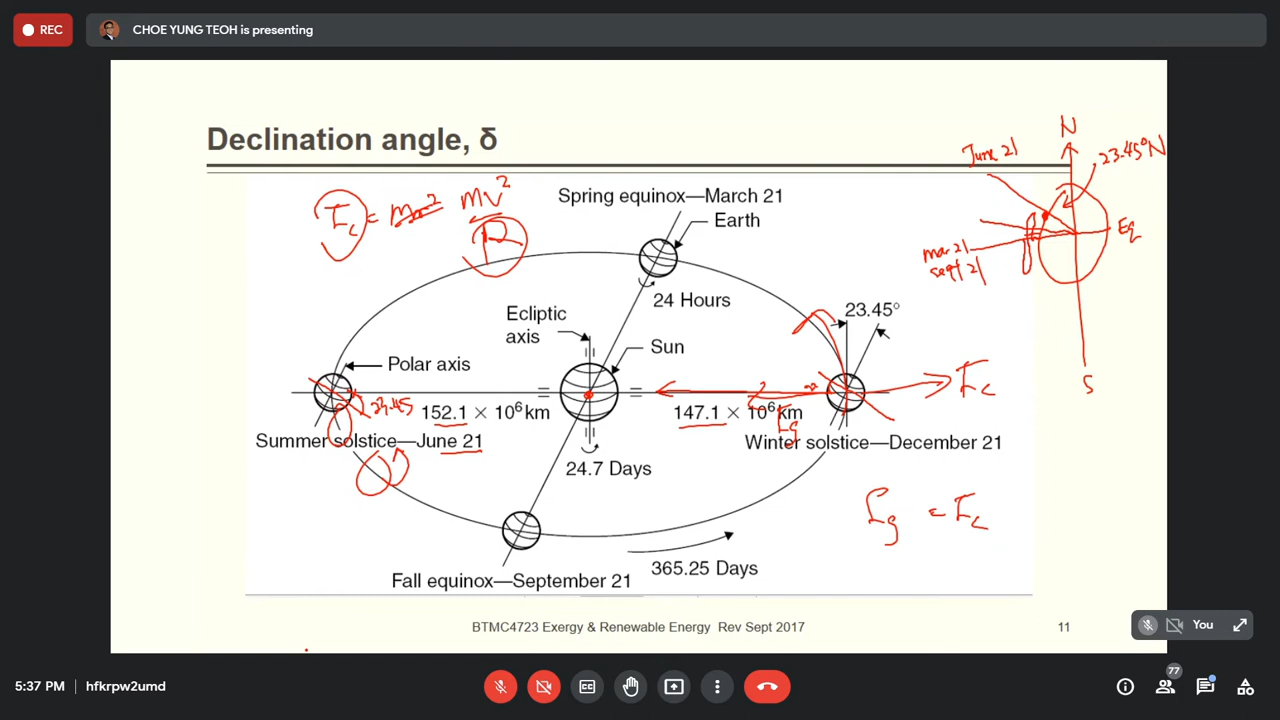 REC
CHOE YUNG TEOH is presenting
Declination angle, δ
N
June 21
23.45°N
Eq
mar 21
sept 21
S
Fc = ma² mv²
R
Spring equinox—March 21
Earth
24 Hours
Ecliptic
axis
Sun
23.45°
Polar axis
23.45
152.1 × 10⁶ km
147.1 × 10⁶ km
Fc
Fg
Summer solstice—June 21
Winter solstice—December 21
24.7 Days
Fg = Fc
365.25 Days
Fall equinox—September 21
BTMC4723 Exergy & Renewable Energy Rev Sept 2017
11
You
5:37 PM
hfkrpw2umd
77